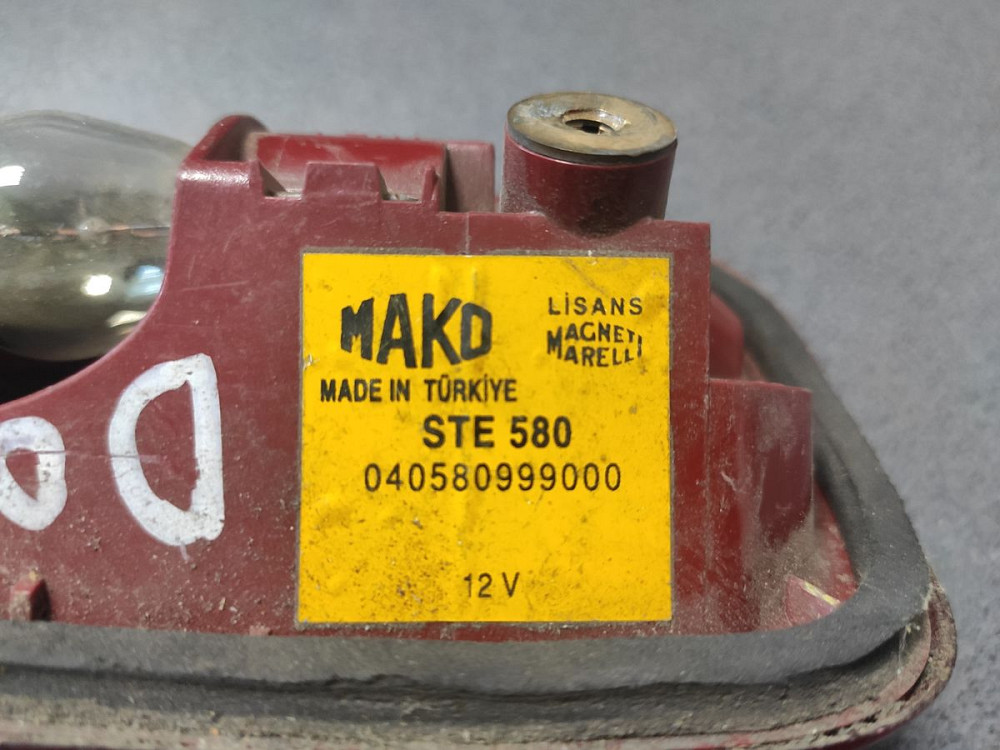 MAKO
LİSANS
MAGNETI
MARELLI
MADE IN TÜRKİYE
STE 580
040580999000
12 V